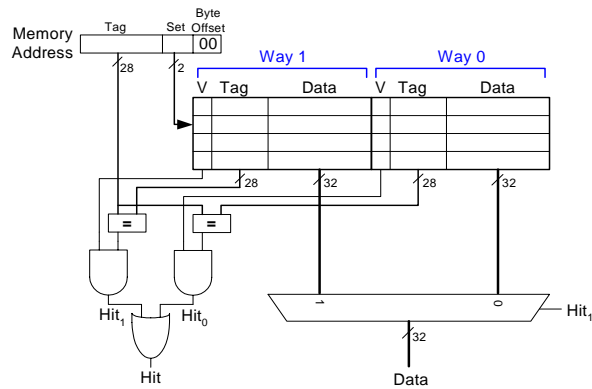 Byte
Tag Set Offset
Memory Address 00
28 2
Way 1 Way 0
V Tag Data V Tag Data
28 32 28 32
= =
1 0
Hit1 Hit0 Hit1
32
Hit Data